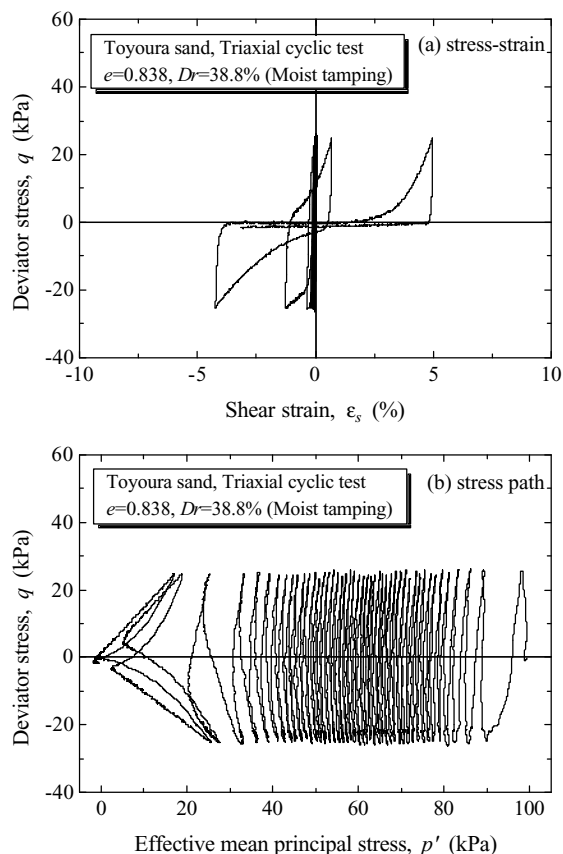 60
Toyoura sand, Triaxial cyclic test
e=0.838, Dr=38.8% (Moist tamping)
(a) stress-strain
40
20
0
-20
-40
Deviator stress, q (kPa)
-10 -5 0 5 10
Shear strain, εs (%)
60
Toyoura sand, Triaxial cyclic test
e=0.838, Dr=38.8% (Moist tamping)
(b) stress path
40
20
0
-20
-40
Deviator stress, q (kPa)
0 20 40 60 80 100
Effective mean principal stress, p' (kPa)